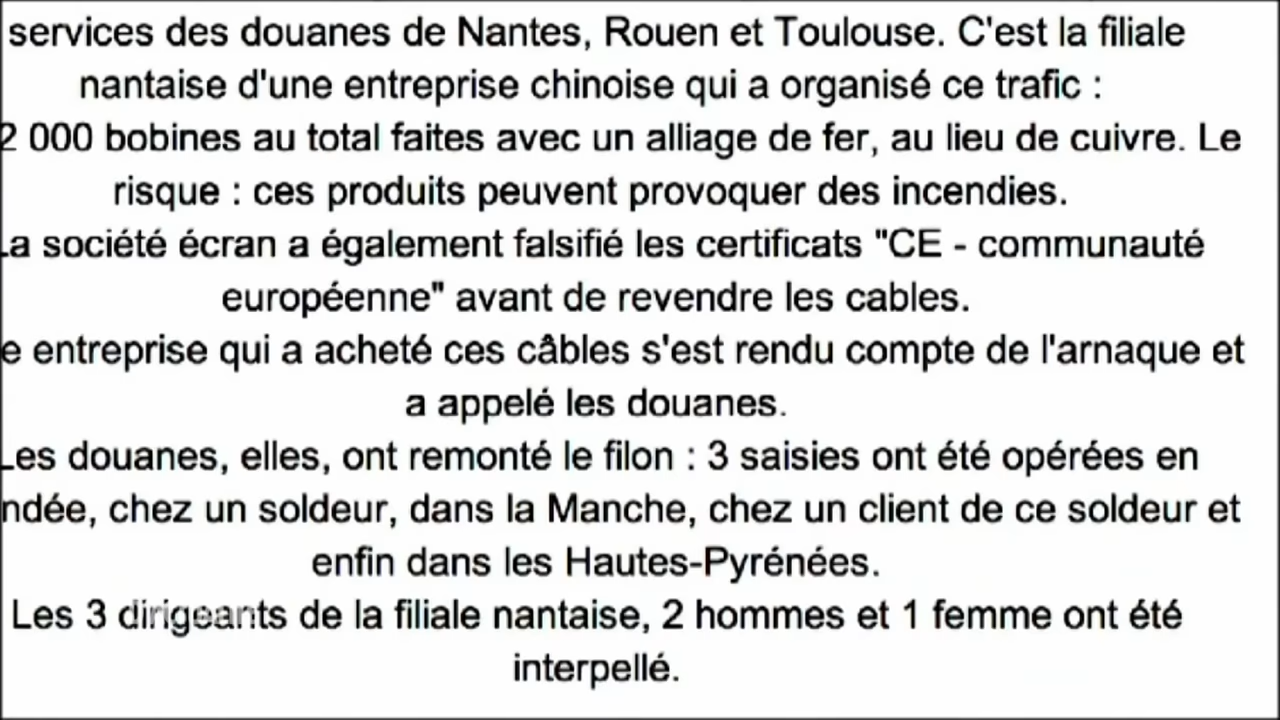 services des douanes de Nantes, Rouen et Toulouse. C'est la filiale
nantaise d'une entreprise chinoise qui a organisé ce trafic :
2 000 bobines au total faites avec un alliage de fer, au lieu de cuivre. Le
risque : ces produits peuvent provoquer des incendies.
La société écran a également falsifié les certificats "CE - communauté
européenne" avant de revendre les cables.
e entreprise qui a acheté ces câbles s'est rendu compte de l'arnaque et
a appelé les douanes.
Les douanes, elles, ont remonté le filon : 3 saisies ont été opérées en
ndée, chez un soldeur, dans la Manche, chez un client de ce soldeur et
enfin dans les Hautes-Pyrénées.
Les 3 dirigeants de la filiale nantaise, 2 hommes et 1 femme ont été
interpellé.